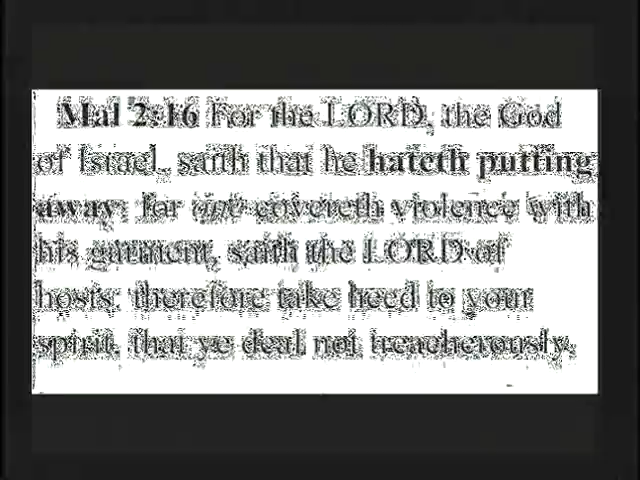 Mal 2:16 For the LORD, the God
of Israel, saith that he hateth putting
away: for one covereth violence with
his garment, saith the LORD of
hosts: therefore take heed to your
spirit, that ye deal not treacherously.